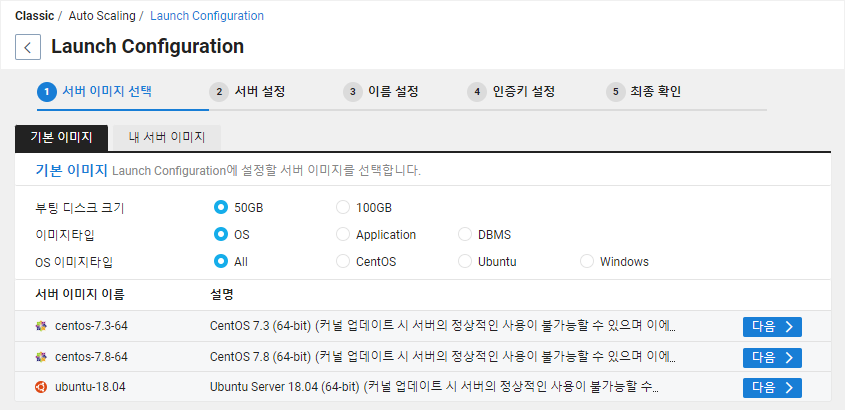 Classic / Auto Scaling / Launch Configuration
Launch Configuration
1 서버 이미지 선택 2 서버 설정 3 이름 설정 4 인증키 설정 5 최종 확인
기본 이미지 내 서버 이미지
기본 이미지 Launch Configuration에 설정할 서버 이미지를 선택합니다.
부팅 디스크 크기 50GB 100GB
이미지타입 OS Application DBMS
OS 이미지타입 All CentOS Ubuntu Windows
서버 이미지 이름 설명
centos-7.3-64 CentOS 7.3 (64-bit) (커널 업데이트 시 서버의 정상적인 사용이 불가능할 수 있으며 이에... 다음
centos-7.8-64 CentOS 7.8 (64-bit) (커널 업데이트 시 서버의 정상적인 사용이 불가능할 수 있으며 이에... 다음
ubuntu-18.04 Ubuntu Server 18.04 (64-bit) (커널 업데이트 시 서버의 정상적인 사용이 불가능할 수... 다음